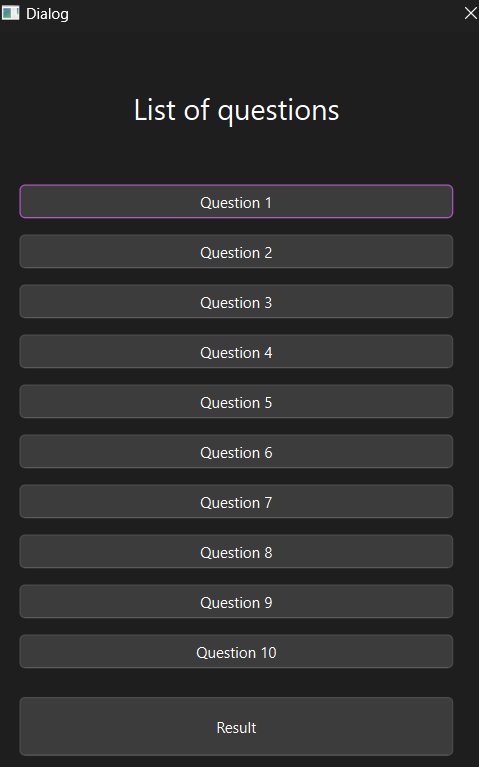 Dialog
List of questions
Question 1
Question 2
Question 3
Question 4
Question 5
Question 6
Question 7
Question 8
Question 9
Question 10
Result